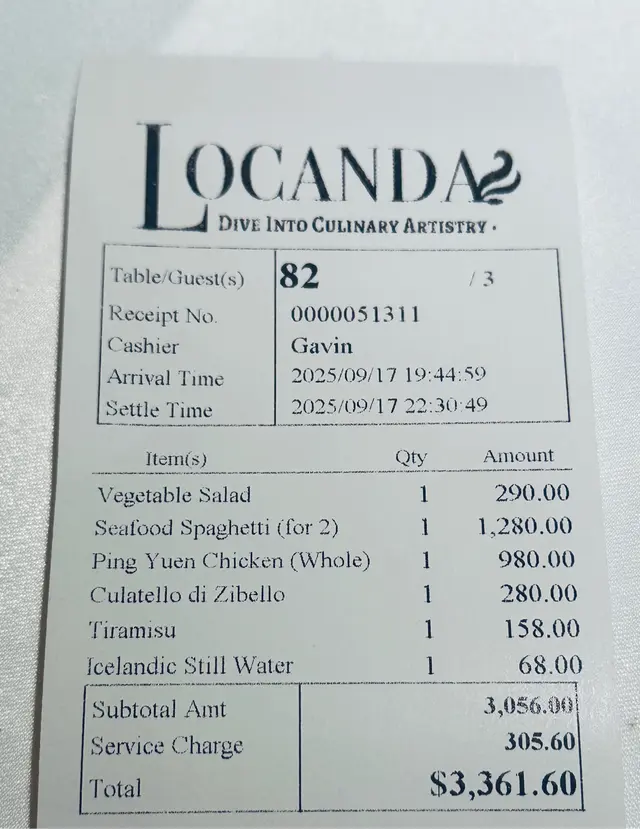 LOCANDA
DIVE INTO CULINARY ARTISTRY.
Table/Guest(s) 82 / 3
Receipt No. 0000051311
Cashier Gavin
Arrival Time 2025/09/17 19:44:59
Settle Time 2025/09/17 22:30:49
Item(s) Qty Amount
Vegetable Salad 1 290.00
Seafood Spaghetti (for 2) 1 1,280.00
Ping Yuen Chicken (Whole) 1 980.00
Culatello di Zibello 1 280.00
Tiramisu 1 158.00
Icelandic Still Water 1 68.00
Subtotal Amt 3,056.00
Service Charge 305.60
Total $3,361.60